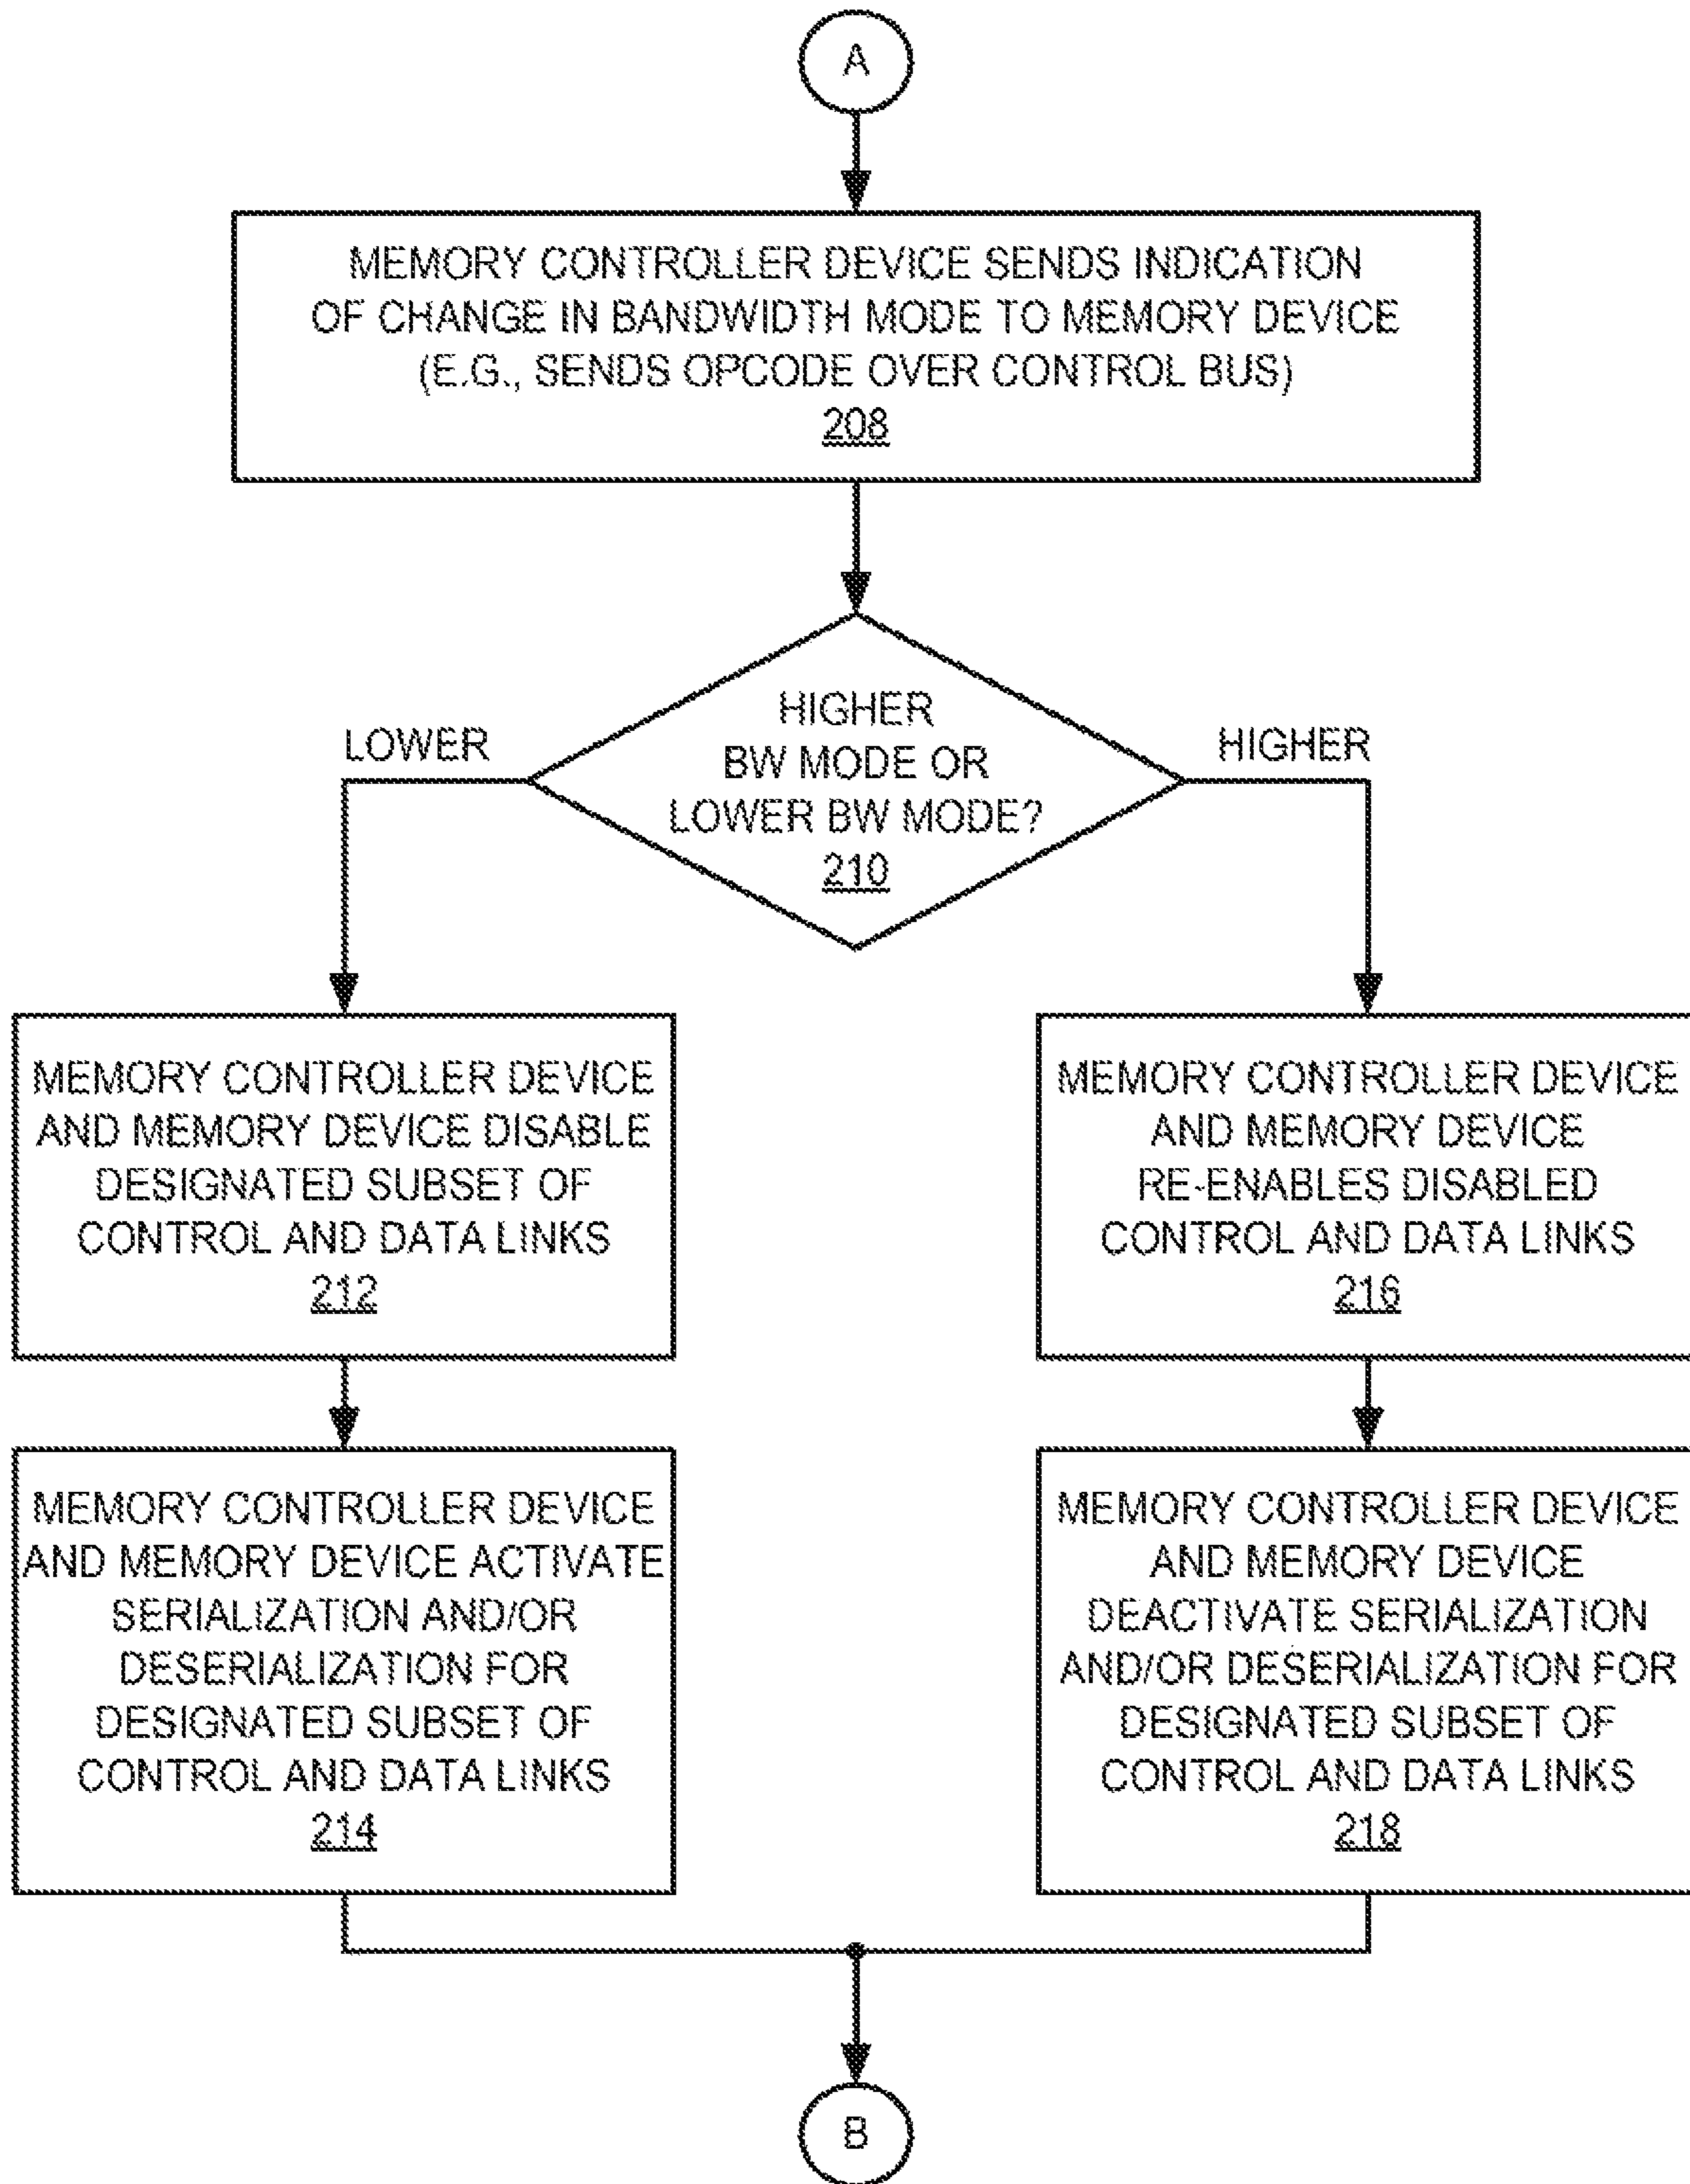 A
MEMORY CONTROLLER DEVICE SENDS INDICATION
OF CHANGE IN BANDWIDTH MODE TO MEMORY DEVICE
(E.G., SENDS OPCODE OVER CONTROL BUS)
208
HIGHER
BW MODE OR
LOWER BW MODE?
210
LOWER
HIGHER
MEMORY CONTROLLER DEVICE
AND MEMORY DEVICE DISABLE
DESIGNATED SUBSET OF
CONTROL AND DATA LINKS
212
MEMORY CONTROLLER DEVICE
AND MEMORY DEVICE ACTIVATE
SERIALIZATION AND/OR
DESERIALIZATION FOR
DESIGNATED SUBSET OF
CONTROL AND DATA LINKS
214
MEMORY CONTROLLER DEVICE
AND MEMORY DEVICE
RE-ENABLES DISABLED
CONTROL AND DATA LINKS
216
MEMORY CONTROLLER DEVICE
AND MEMORY DEVICE
DEACTIVATE SERIALIZATION
AND/OR DESERIALIZATION FOR
DESIGNATED SUBSET OF
CONTROL AND DATA LINKS
218
B